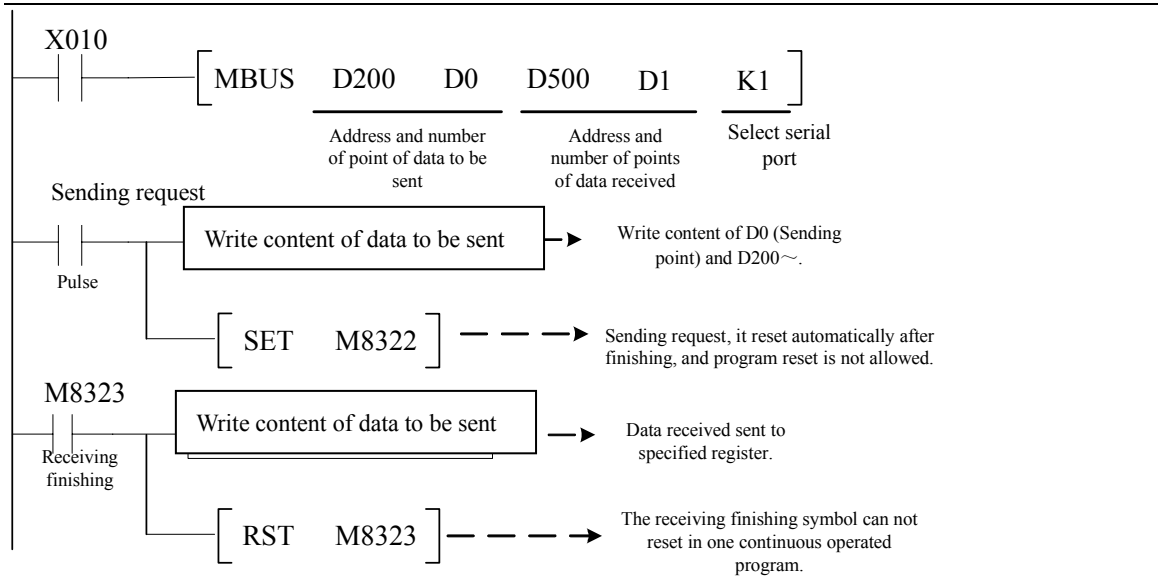 X010
MBUS D200 D0 D500 D1 K1
Address and number
of point of data to be
sent
Address and
number of points
of data received
Select serial
port
Sending request
Write content of data to be sent
Write content of D0 (Sending
point) and D200～.
Pulse
SET M8322
Sending request, it reset automatically after
finishing, and program reset is not allowed.
M8323
Write content of data to be sent
Data received sent to
specified register.
Receiving
finishing
RST M8323
The receiving finishing symbol can not
reset in one continuous operated
program.